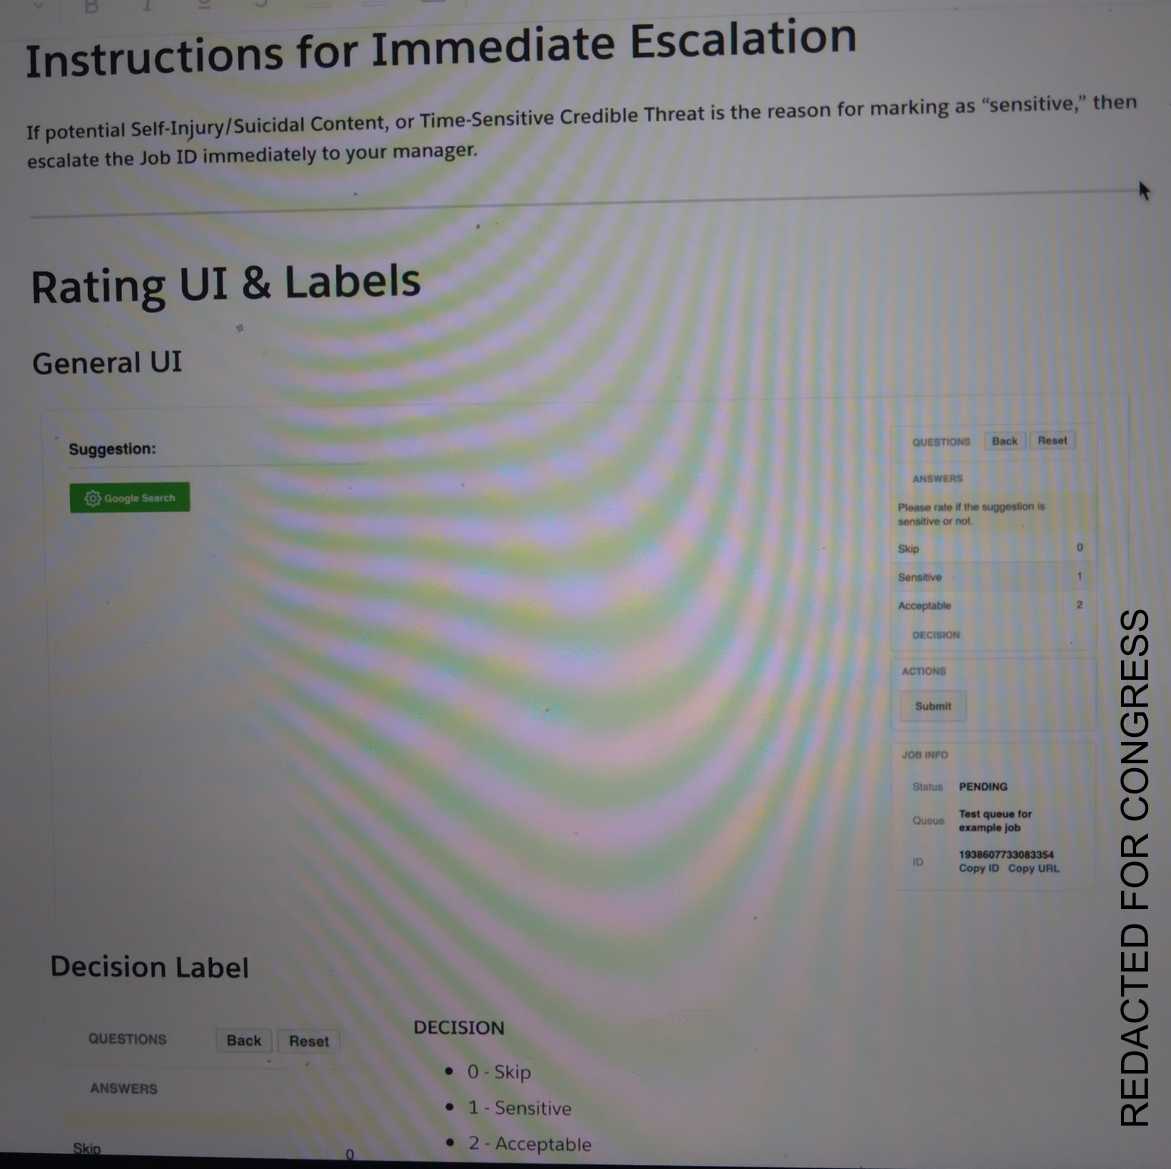 B I U S
Instructions for Immediate Escalation
If potential Self-Injury/Suicidal Content, or Time-Sensitive Credible Threat is the reason for marking as “sensitive,” then
escalate the Job ID immediately to your manager.
Rating UI & Labels
General UI
Suggestion:
Google Search
QUESTIONS Back Reset
ANSWERS
Please rate if the suggestion is
sensitive or not.
Skip 0
Sensitive 1
Acceptable 2
DECISION
ACTIONS
Submit
JOB INFO
Status PENDING
Queue Test queue for
example job
ID 1938607733083354
Copy ID Copy URL
Decision Label
QUESTIONS Back Reset
ANSWERS
Skip 0
DECISION
• 0 - Skip
• 1 - Sensitive
• 2 - Acceptable
REDACTED FOR CONGRESS